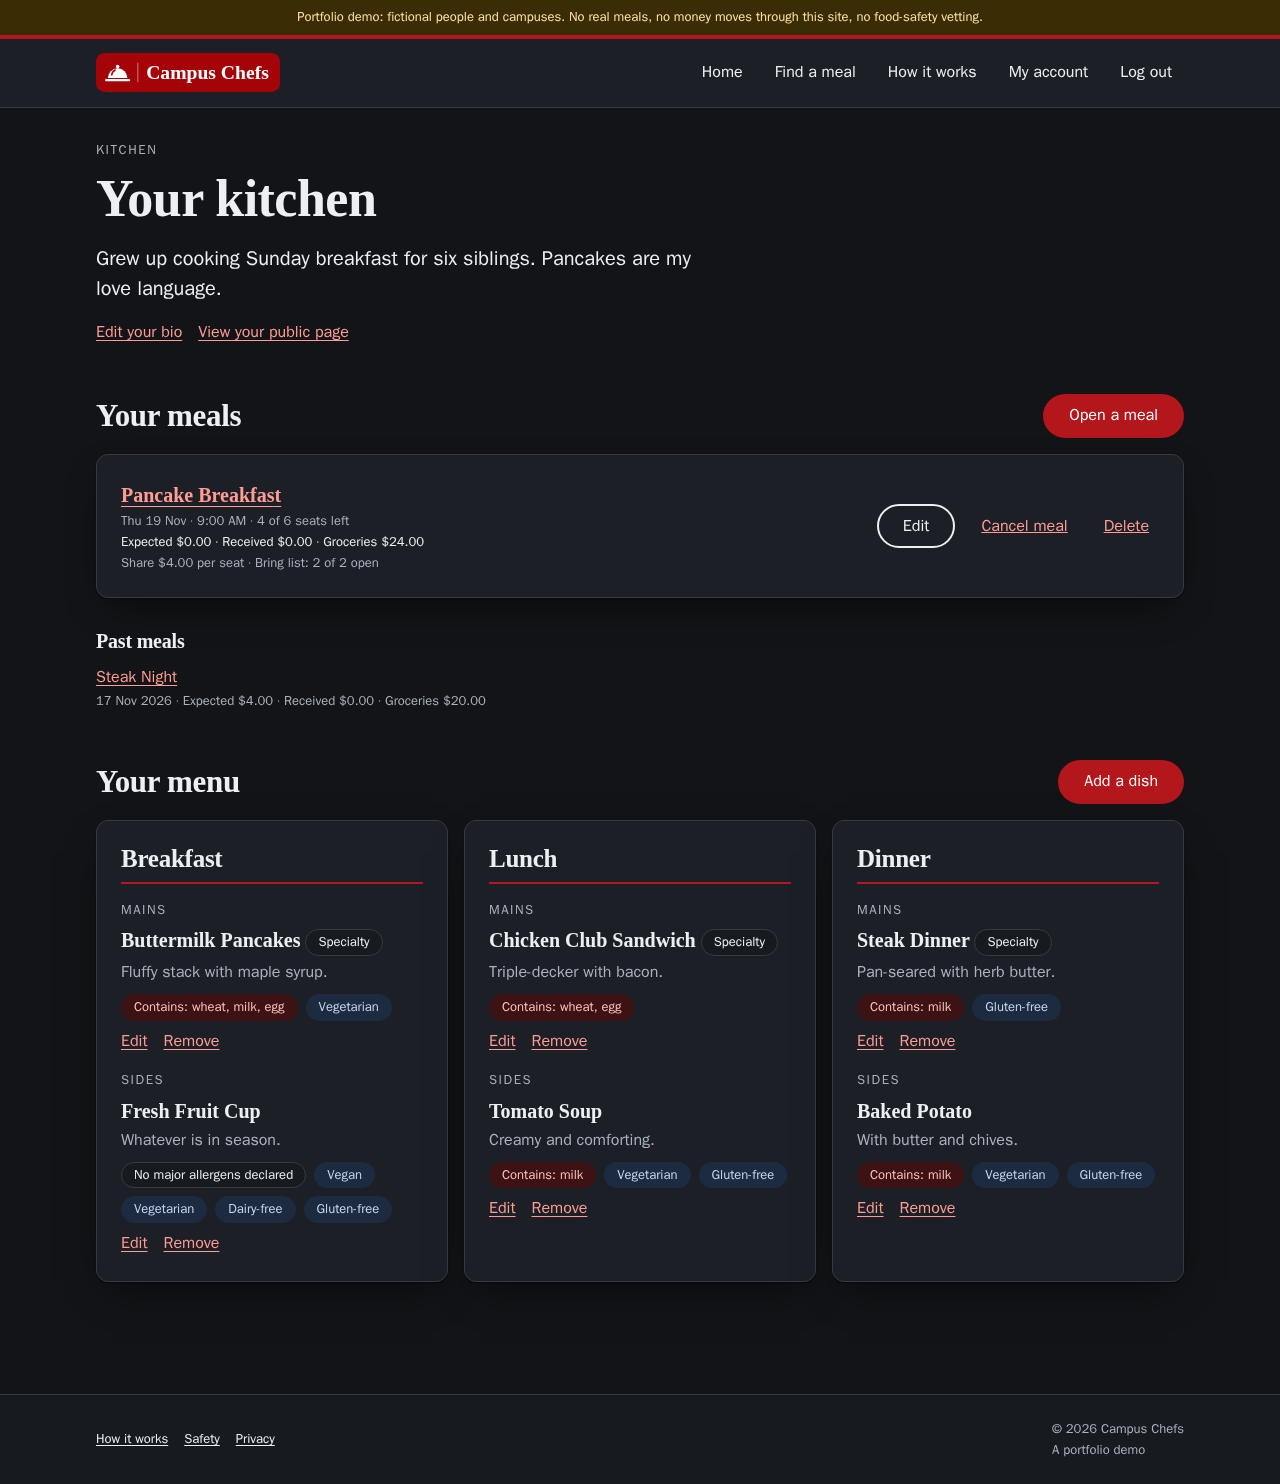 Portfolio demo: fictional people and campuses. No real meals, no money moves through this site, no food-safety vetting.
Campus Chefs
Home Find a meal How it works My account Log out
KITCHEN
Your kitchen
Grew up cooking Sunday breakfast for six siblings. Pancakes are my
love language.
Edit your bio View your public page
Your meals
Open a meal
Pancake Breakfast
Thu 19 Nov · 9:00 AM · 4 of 6 seats left
Expected $0.00 · Received $0.00 · Groceries $24.00
Share $4.00 per seat · Bring list: 2 of 2 open
Edit Cancel meal Delete
Past meals
Steak Night
17 Nov 2026 · Expected $4.00 · Received $0.00 · Groceries $20.00
Your menu
Add a dish
Breakfast
MAINS
Buttermilk Pancakes Specialty
Fluffy stack with maple syrup.
Contains: wheat, milk, egg Vegetarian
Edit Remove
SIDES
Fresh Fruit Cup
Whatever is in season.
No major allergens declared Vegan
Vegetarian Dairy-free Gluten-free
Edit Remove
Lunch
MAINS
Chicken Club Sandwich Specialty
Triple-decker with bacon.
Contains: wheat, egg
Edit Remove
SIDES
Tomato Soup
Creamy and comforting.
Contains: milk Vegetarian Gluten-free
Edit Remove
Dinner
MAINS
Steak Dinner Specialty
Pan-seared with herb butter.
Contains: milk Gluten-free
Edit Remove
SIDES
Baked Potato
With butter and chives.
Contains: milk Vegetarian Gluten-free
Edit Remove
How it works Safety Privacy
© 2026 Campus Chefs
A portfolio demo